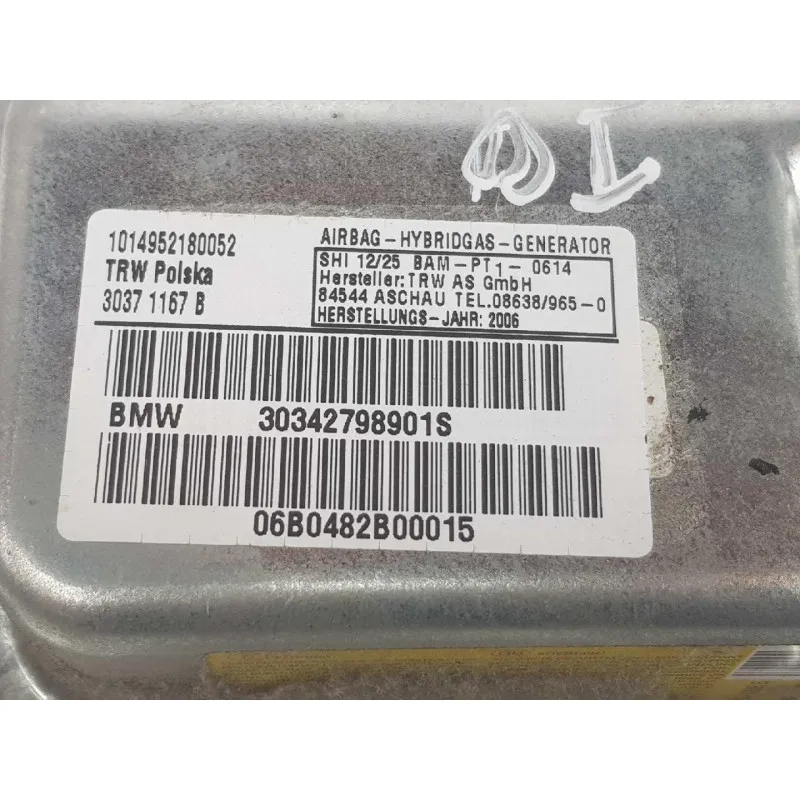 1014952180052
TRW Polska
3037 1167 B
AIRBAG-HYBRIDGAS-GENERATOR
SHI 12/25 BAM-PT1-0614
Hersteller:TRW AS GmbH
84544 ASCHAU TEL.08638/965-0
HERSTELLUNGS-JAHR: 2006
BMW 30342798901S
06B0482B00015